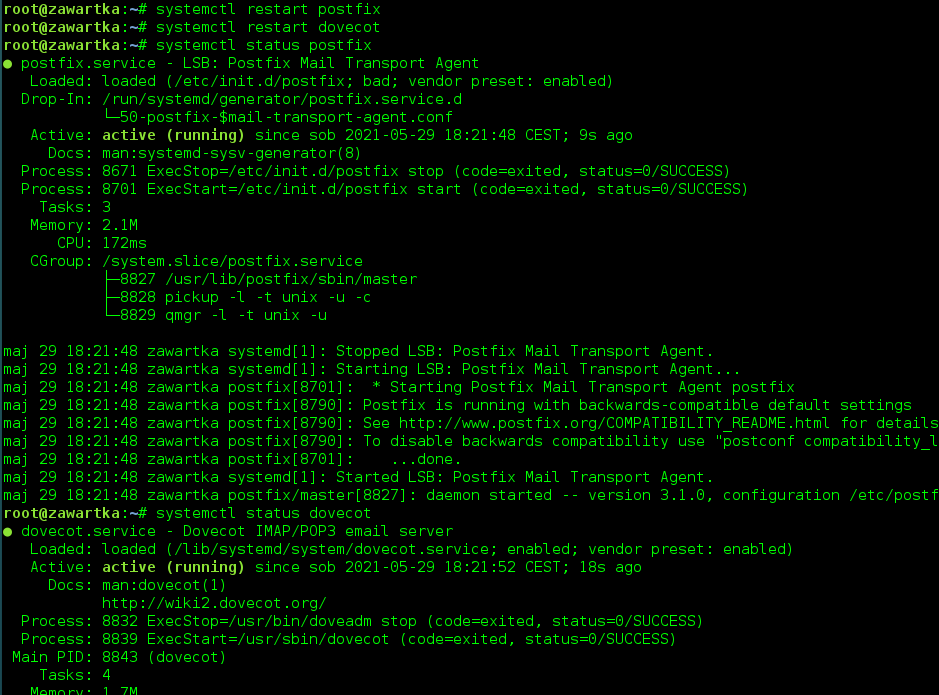 root@zawartka:~# systemctl restart postfix
root@zawartka:~# systemctl restart dovecot
root@zawartka:~# systemctl status postfix
● postfix.service - LSB: Postfix Mail Transport Agent
   Loaded: loaded (/etc/init.d/postfix; bad; vendor preset: enabled)
  Drop-In: /run/systemd/generator/postfix.service.d
           └─50-postfix-$mail-transport-agent.conf
   Active: active (running) since sob 2021-05-29 18:21:48 CEST; 9s ago
     Docs: man:systemd-sysv-generator(8)
  Process: 8671 ExecStop=/etc/init.d/postfix stop (code=exited, status=0/SUCCESS)
  Process: 8701 ExecStart=/etc/init.d/postfix start (code=exited, status=0/SUCCESS)
    Tasks: 3
   Memory: 2.1M
      CPU: 172ms
   CGroup: /system.slice/postfix.service
           ├─8827 /usr/lib/postfix/sbin/master
           ├─8828 pickup -l -t unix -u -c
           └─8829 qmgr -l -t unix -u

maj 29 18:21:48 zawartka systemd[1]: Stopped LSB: Postfix Mail Transport Agent.
maj 29 18:21:48 zawartka systemd[1]: Starting LSB: Postfix Mail Transport Agent...
maj 29 18:21:48 zawartka postfix[8701]:  * Starting Postfix Mail Transport Agent postfix
maj 29 18:21:48 zawartka postfix[8790]: Postfix is running with backwards-compatible default settings
maj 29 18:21:48 zawartka postfix[8790]: See http://www.postfix.org/COMPATIBILITY_README.html for details
maj 29 18:21:48 zawartka postfix[8790]: To disable backwards compatibility use "postconf compatibility_l
maj 29 18:21:48 zawartka postfix[8701]:    ...done.
maj 29 18:21:48 zawartka systemd[1]: Started LSB: Postfix Mail Transport Agent.
maj 29 18:21:48 zawartka postfix/master[8827]: daemon started -- version 3.1.0, configuration /etc/postf
root@zawartka:~# systemctl status dovecot
● dovecot.service - Dovecot IMAP/POP3 email server
   Loaded: loaded (/lib/systemd/system/dovecot.service; enabled; vendor preset: enabled)
   Active: active (running) since sob 2021-05-29 18:21:52 CEST; 18s ago
     Docs: man:dovecot(1)
           http://wiki2.dovecot.org/
  Process: 8832 ExecStop=/usr/bin/doveadm stop (code=exited, status=0/SUCCESS)
  Process: 8839 ExecStart=/usr/sbin/dovecot (code=exited, status=0/SUCCESS)
 Main PID: 8843 (dovecot)
    Tasks: 4
   Memory: 1.7M